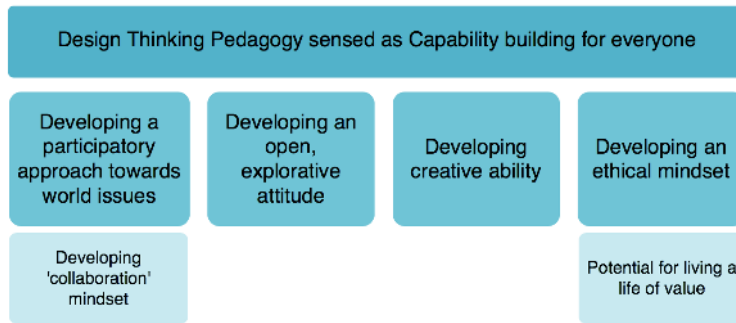 Design Thinking Pedagogy sensed as Capability building for everyone
Developing a
participatory
approach towards
world issues
Developing an
open,
explorative
attitude
Developing
creative ability
Developing an
ethical mindset
Developing
'collaboration'
mindset
Potential for living a
life of value